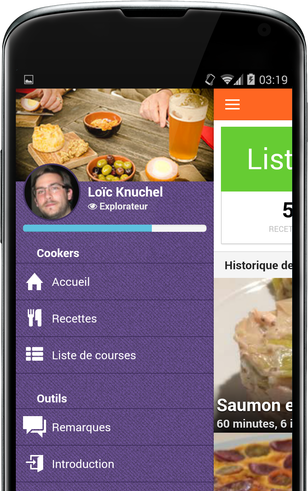 03:19
Loïc Knuchel
Explorateur
Cookers
Accueil
Recettes
Liste de courses
Outils
Remarques
Introduction
List
5
RECET
Historique de
Saumon e
60 minutes, 6 i